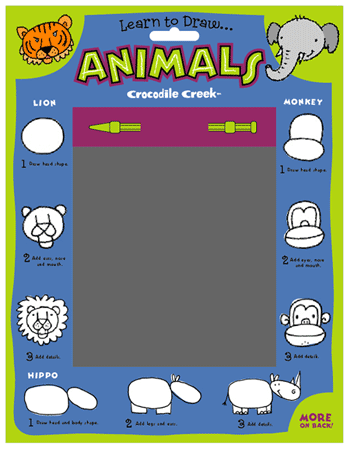 Learn to Draw...
ANIMALS
Crocodile Creek™
LION
1 Draw head shape.
2 Add ears, nose
and mouth.
3 Add details.
MONKEY
1 Draw head shape.
2 Add eyes, nose
and mouth.
3 Add details.
HIPPO
1 Draw head and body shape.
2 Add legs and ears.
3 Add details.
MORE
ON BACK!